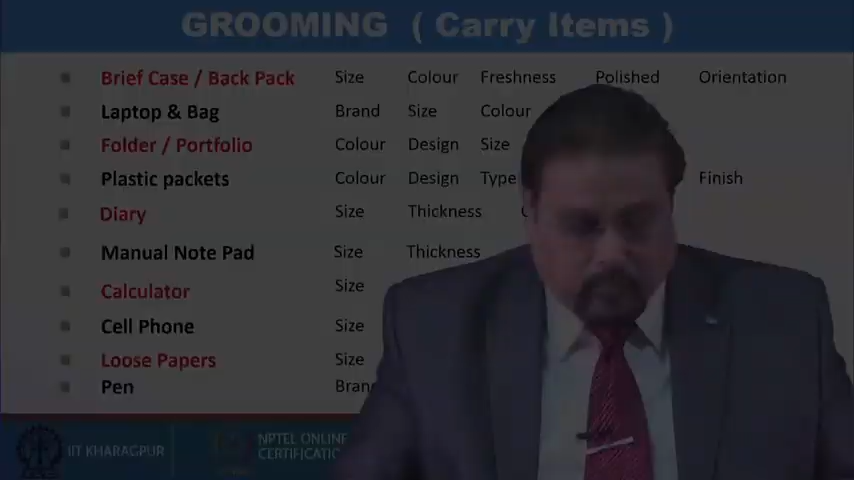 GROOMING ( Carry Items )
Brief Case / Back Pack Size Colour Freshness Polished Orientation
Laptop & Bag Brand Size Colour
Folder / Portfolio Colour Design Size
Plastic packets Colour Design Type Finish
Diary Size Thickness
Manual Note Pad Size Thickness
Calculator Size
Cell Phone Size
Loose Papers Size
Pen
IIT KHARAGPUR
NPTEL ONLINE